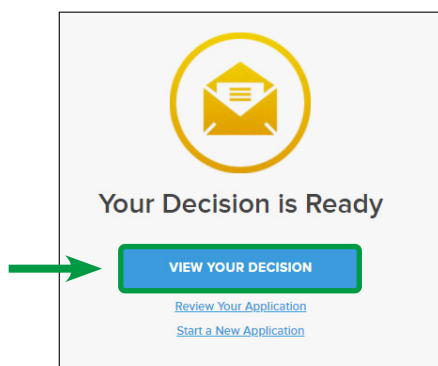 Your Decision is Ready
VIEW YOUR DECISION
Review Your Application
Start a New Application